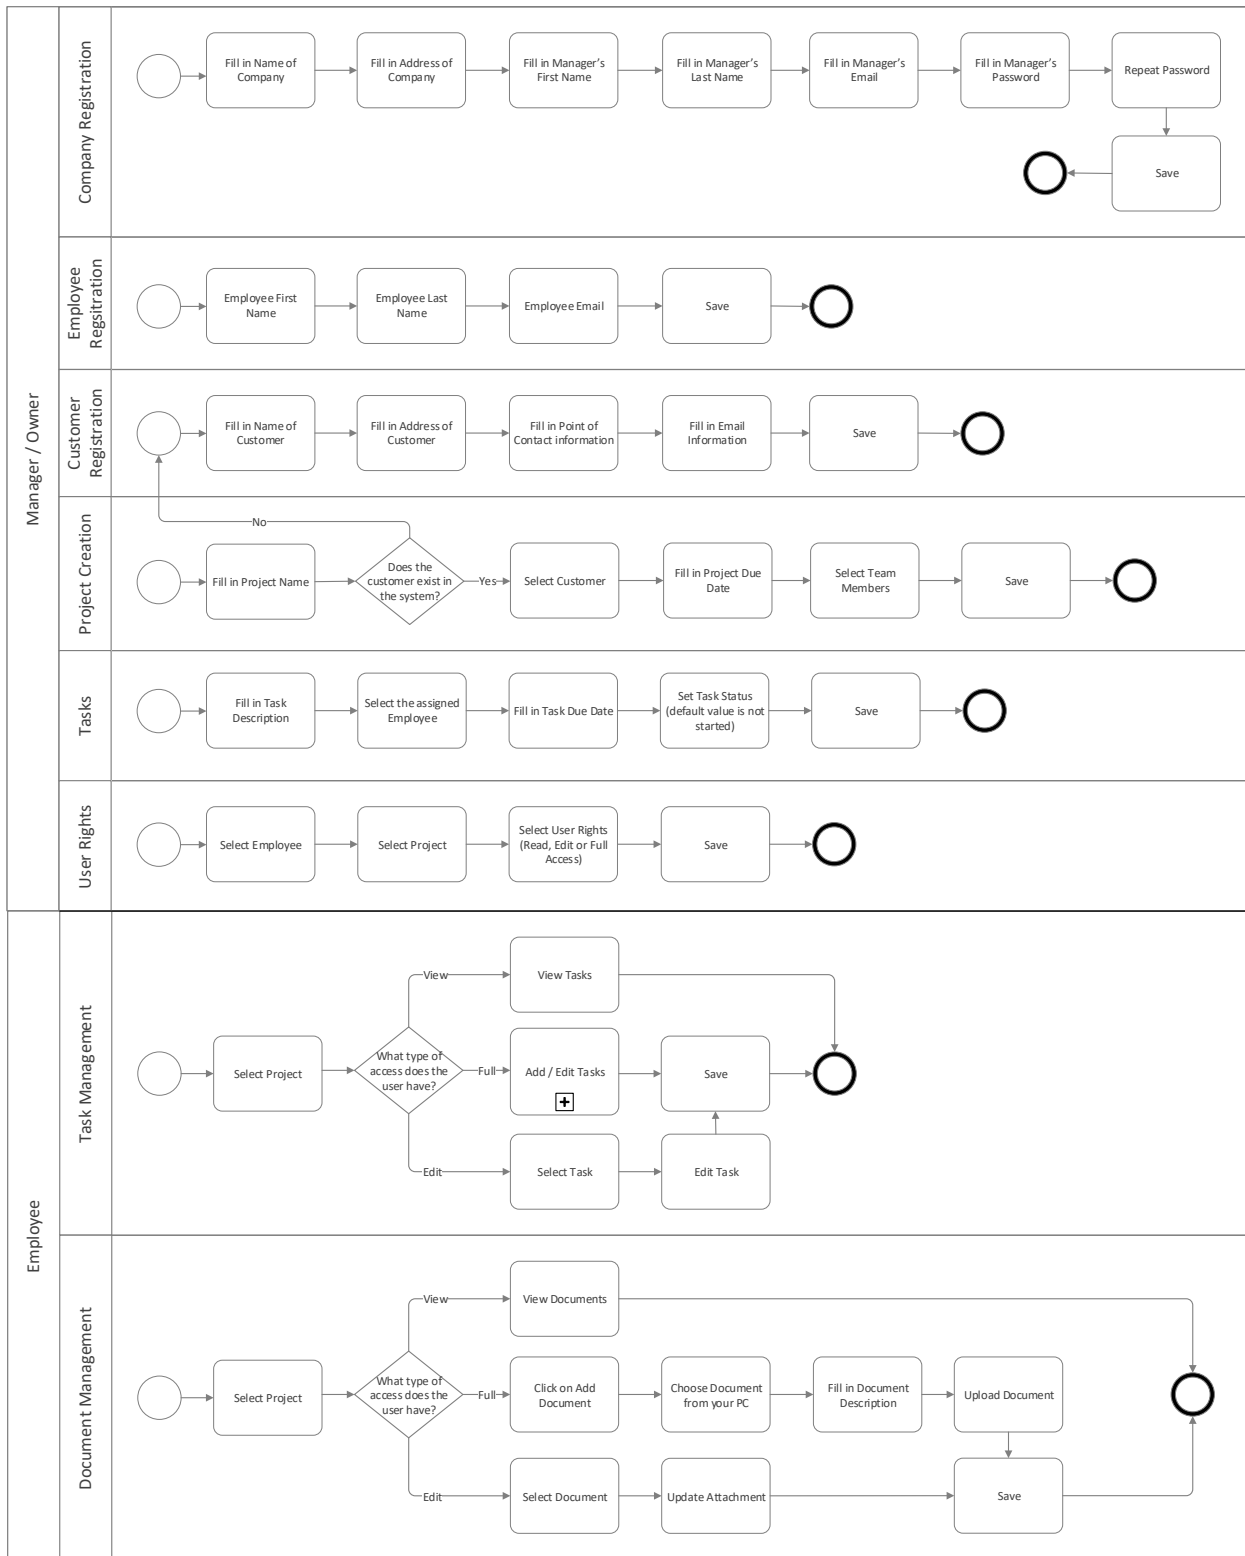 Manager / Owner
Company Registration
Fill in Name of
Company
Fill in Address of
Company
Fill in Manager's
First Name
Fill in Manager's
Last Name
Fill in Manager's
Email
Fill in Manager's
Password
Repeat Password
Save
Employee
Regsitration
Employee First
Name
Employee Last
Name
Employee Email
Save
Customer
Registration
Fill in Name of
Customer
Fill in Address of
Customer
Fill in Point of
Contact information
Fill in Email
Information
Save
Project Creation
No
Fill in Project Name
Does the
customer exist in
the system?
Yes
Select Customer
Fill in Project Due
Date
Select Team
Members
Save
Tasks
Fill in Task
Description
Select the assigned
Employee
Fill in Task Due Date
Set Task Status
(default value is not
started)
Save
User Rights
Select Employee
Select Project
Select User Rights
(Read, Edit or Full
Access)
Save
Employee
Task Management
Select Project
What type of
access does the
user have?
View
View Tasks
Full
Add / Edit Tasks
Save
Edit
Select Task
Edit Task
Document Management
Select Project
What type of
access does the
user have?
View
View Documents
Full
Click on Add
Document
Choose Document
from your PC
Fill in Document
Description
Upload Document
Edit
Select Document
Update Attachment
Save